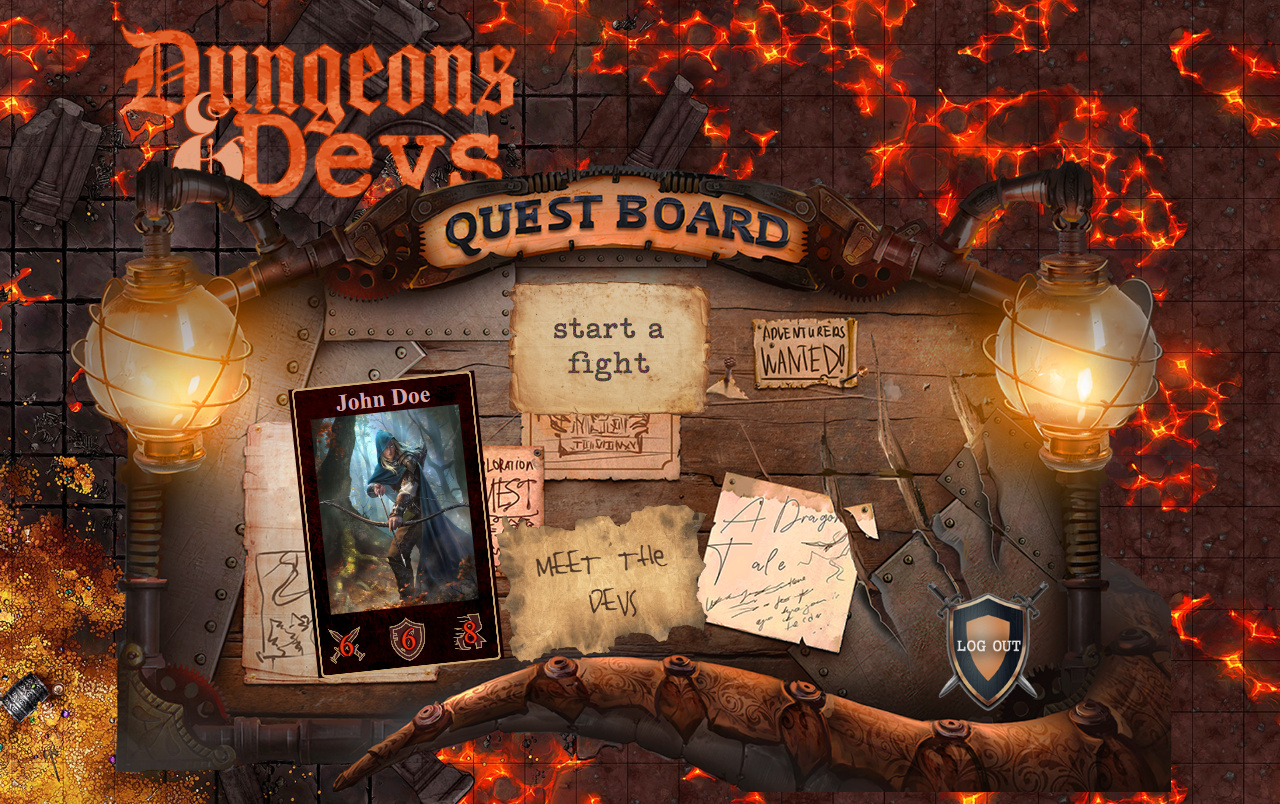 Dungeons
& Devs
QUEST BOARD
start a
fight
ADVENTURERS
WANTED!
John Doe
LORATION
MEET THE
DEVS
A Dragon
Tale
6 6 8
LOG OUT